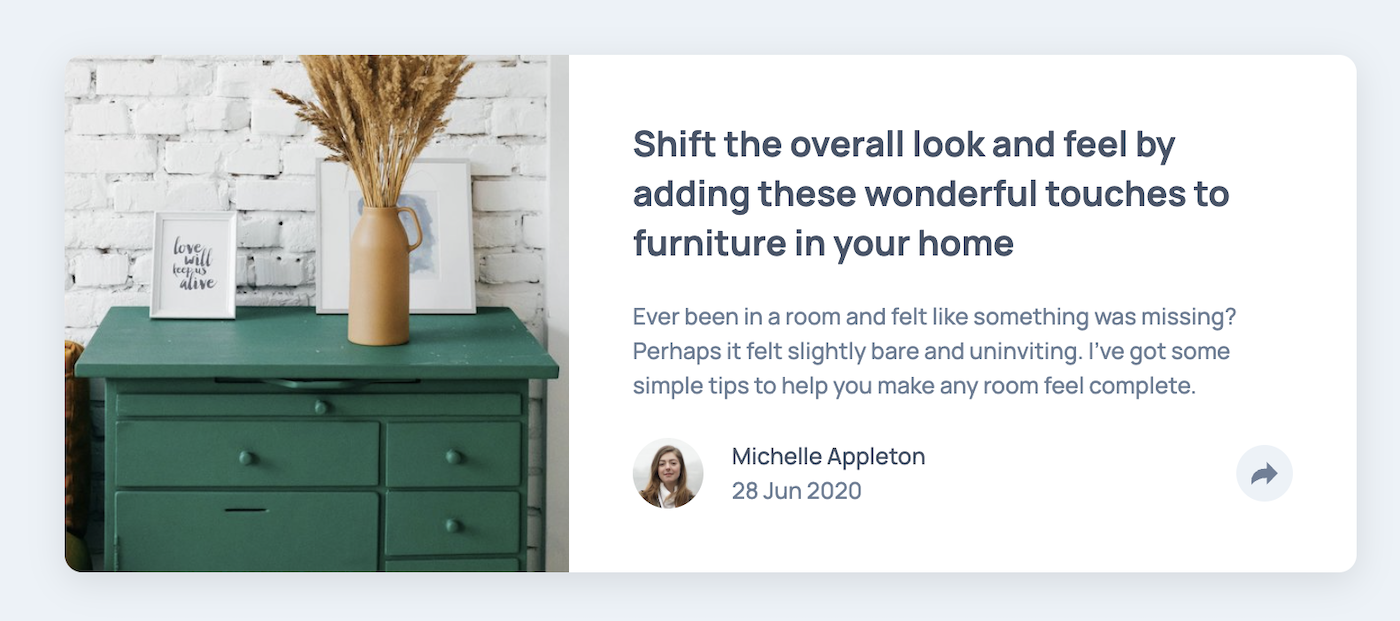 love
will
keep us
alive
Shift the overall look and feel by
adding these wonderful touches to
furniture in your home
Ever been in a room and felt like something was missing?
Perhaps it felt slightly bare and uninviting. I’ve got some
simple tips to help you make any room feel complete.
Michelle Appleton
28 Jun 2020